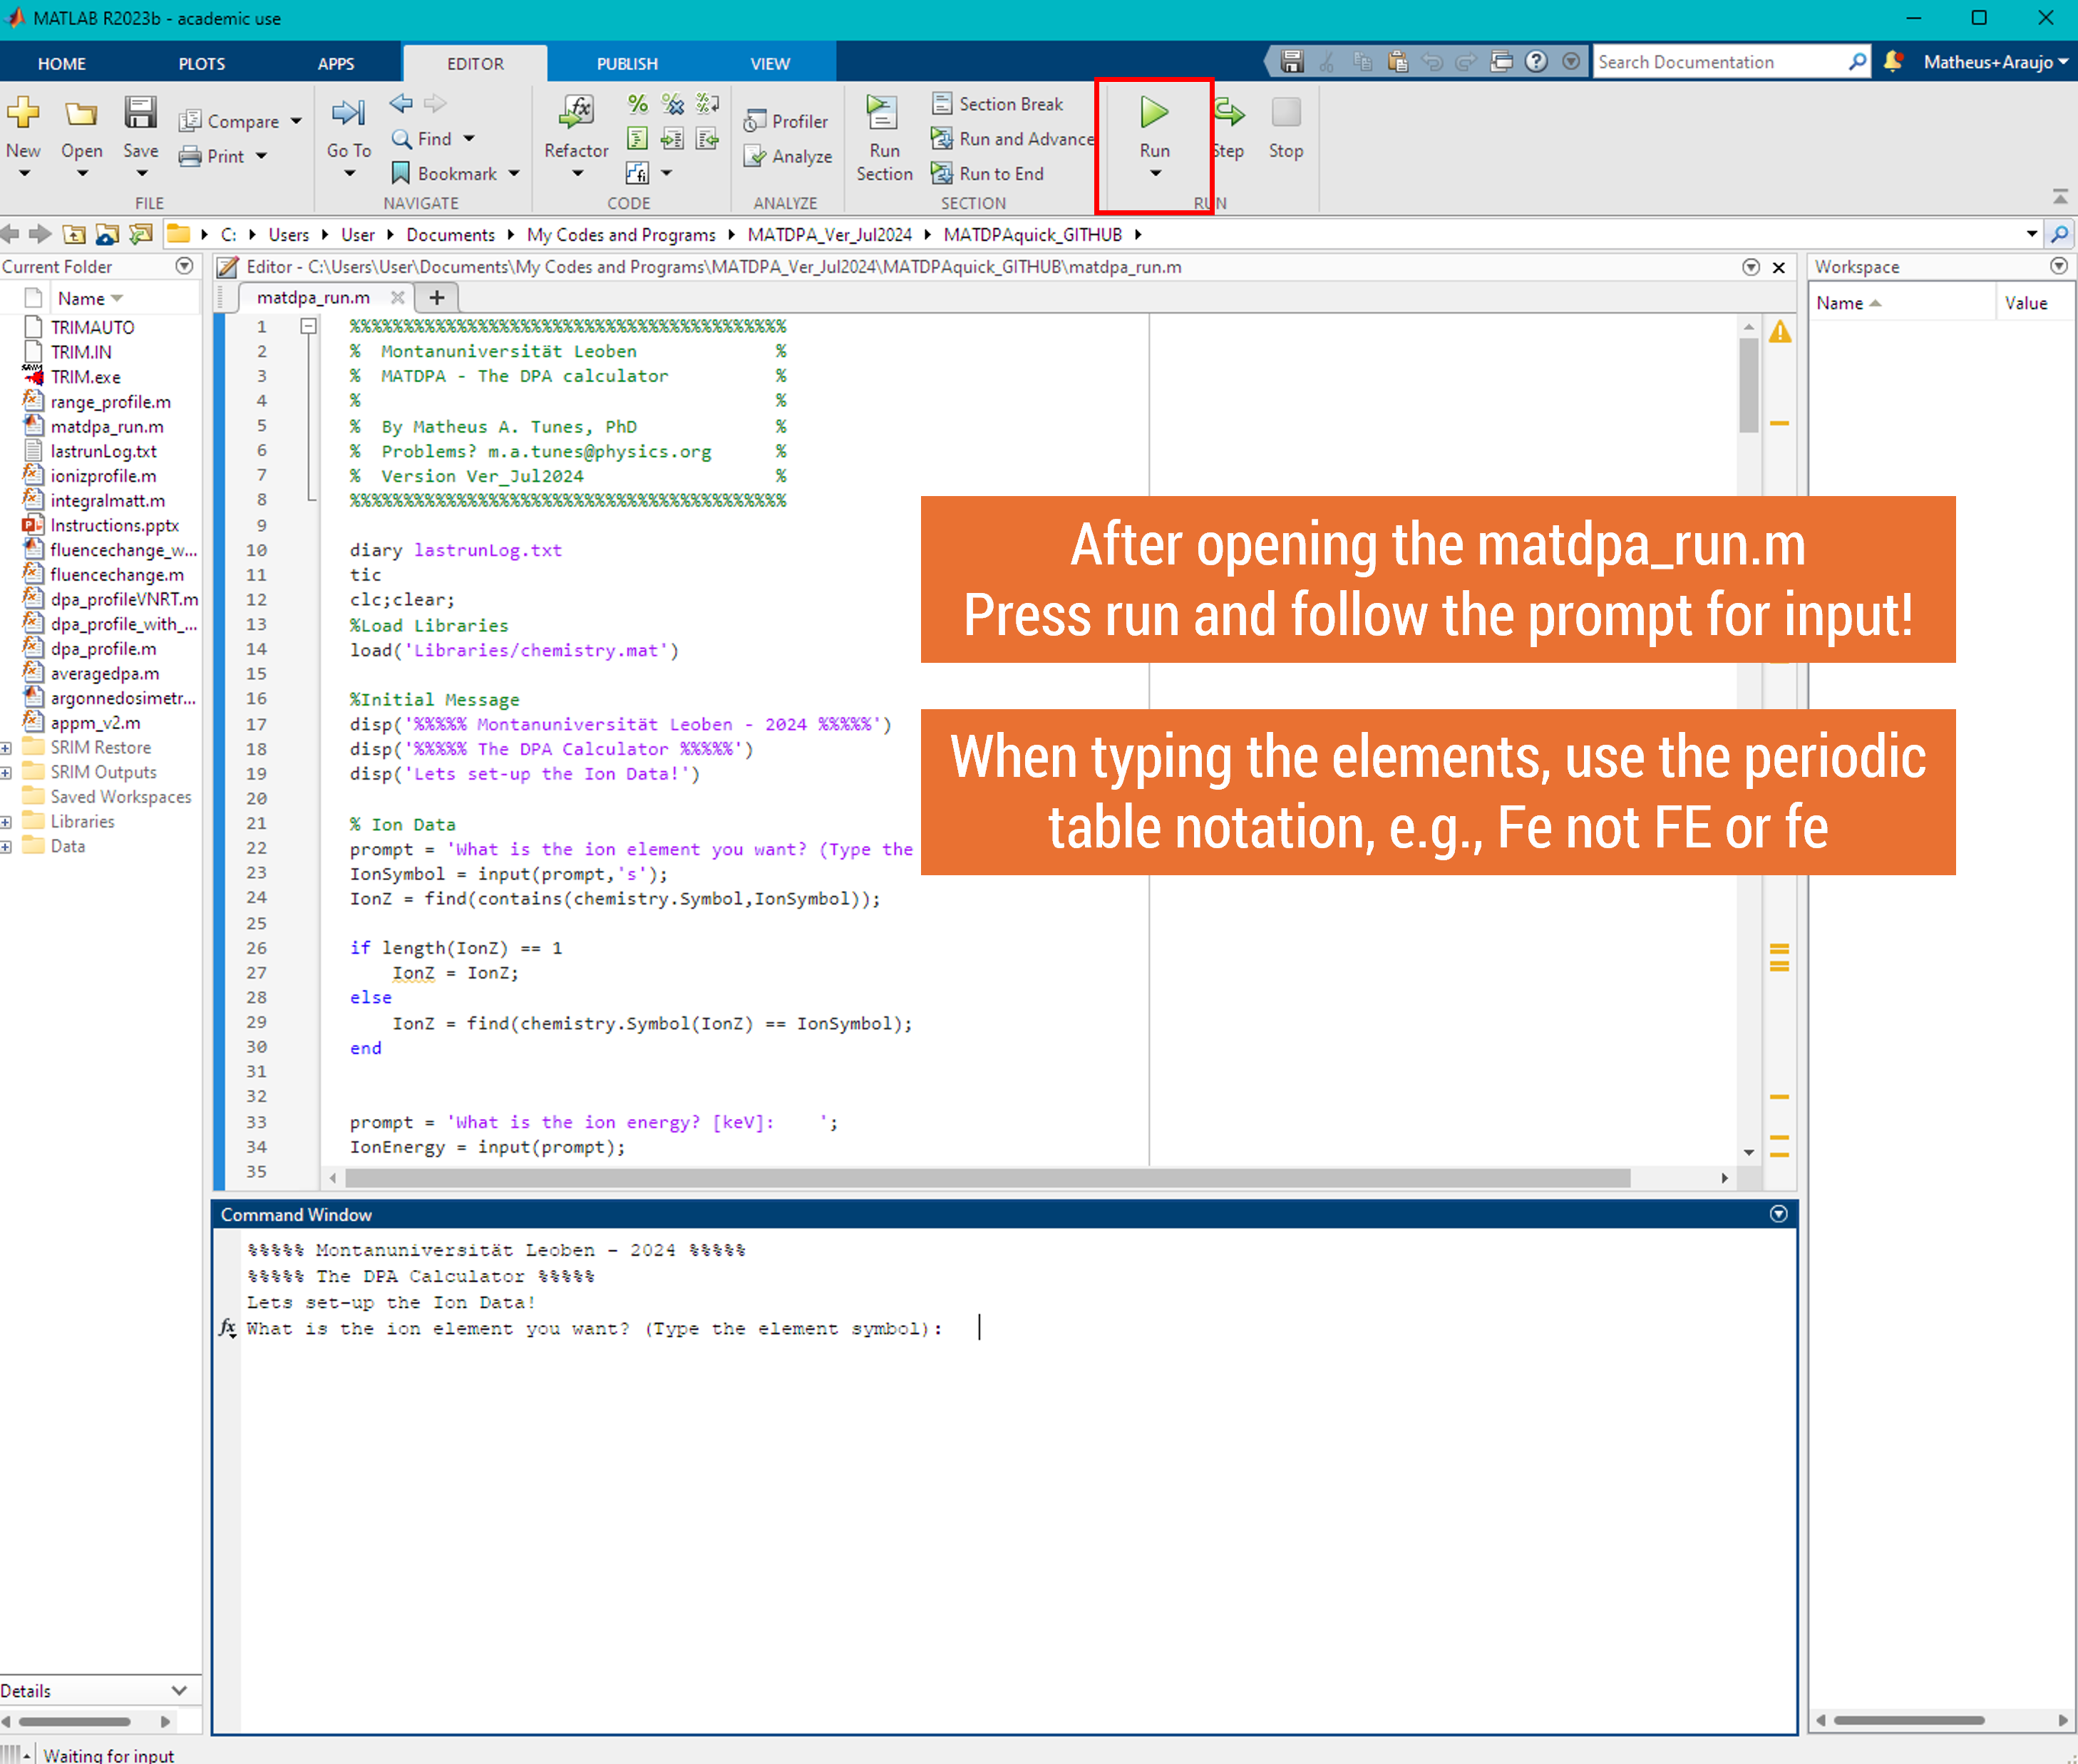 MATLAB R2023b - academic use
HOME PLOTS APPS EDITOR PUBLISH VIEW Search Documentation Matheus+Araujo
New Open Save Compare Print FILE
Go To Find Bookmark NAVIGATE
Refactor CODE
Profiler Analyze ANALYZE
Run Section Section Break Run and Advance Run to End SECTION
Run Step Stop RUN
C: Users User Documents My Codes and Programs MATDPA_Ver_Jul2024 MATDPAquick_GITHUB
Current Folder
Name
TRIMAUTO
TRIM.IN
TRIM.exe
range_profile.m
matdpa_run.m
lastrunLog.txt
ionizprofile.m
integralmatt.m
Instructions.pptx
fluencechange_w...
fluencechange.m
dpa_profileVNRT.m
dpa_profile_with_...
dpa_profile.m
averagedpa.m
argonnedosimetr...
appm_v2.m
SRIM Restore
SRIM Outputs
Saved Workspaces
Libraries
Data
Details
Editor - C:\Users\User\Documents\My Codes and Programs\MATDPA_Ver_Jul2024\MATDPAquick_GITHUB\matdpa_run.m
matdpa_run.m
1 %%%%%%%%%%%%%%%%%%%%%%%%%%%%%%%%%%%%%%%%%
2 % Montanuniversität Leoben %
3 % MATDPA - The DPA calculator %
4 % %
5 % By Matheus A. Tunes, PhD %
6 % Problems? m.a.tunes@physics.org %
7 % Version Ver_Jul2024 %
8 %%%%%%%%%%%%%%%%%%%%%%%%%%%%%%%%%%%%%%%%%
9
10 diary lastrunLog.txt
11 tic
12 clc;clear;
13 %Load Libraries
14 load('Libraries/chemistry.mat')
15
16 %Initial Message
17 disp('%%%%% Montanuniversität Leoben - 2024 %%%%%')
18 disp('%%%%% The DPA Calculator %%%%%')
19 disp('Lets set-up the Ion Data!')
20
21 % Ion Data
22 prompt = 'What is the ion element you want? (Type the
23 IonSymbol = input(prompt,'s');
24 IonZ = find(contains(chemistry.Symbol,IonSymbol));
25
26 if length(IonZ) == 1
27 IonZ = IonZ;
28 else
29 IonZ = find(chemistry.Symbol(IonZ) == IonSymbol);
30 end
31
32
33 prompt = 'What is the ion energy? [keV]: ';
34 IonEnergy = input(prompt);
35
After opening the matdpa_run.m
Press run and follow the prompt for input!
When typing the elements, use the periodic
table notation, e.g., Fe not FE or fe
Workspace
Name Value
Command Window
%%%%% Montanuniversität Leoben - 2024 %%%%%
%%%%% The DPA Calculator %%%%%
Lets set-up the Ion Data!
fx What is the ion element you want? (Type the element symbol):
Waiting for input